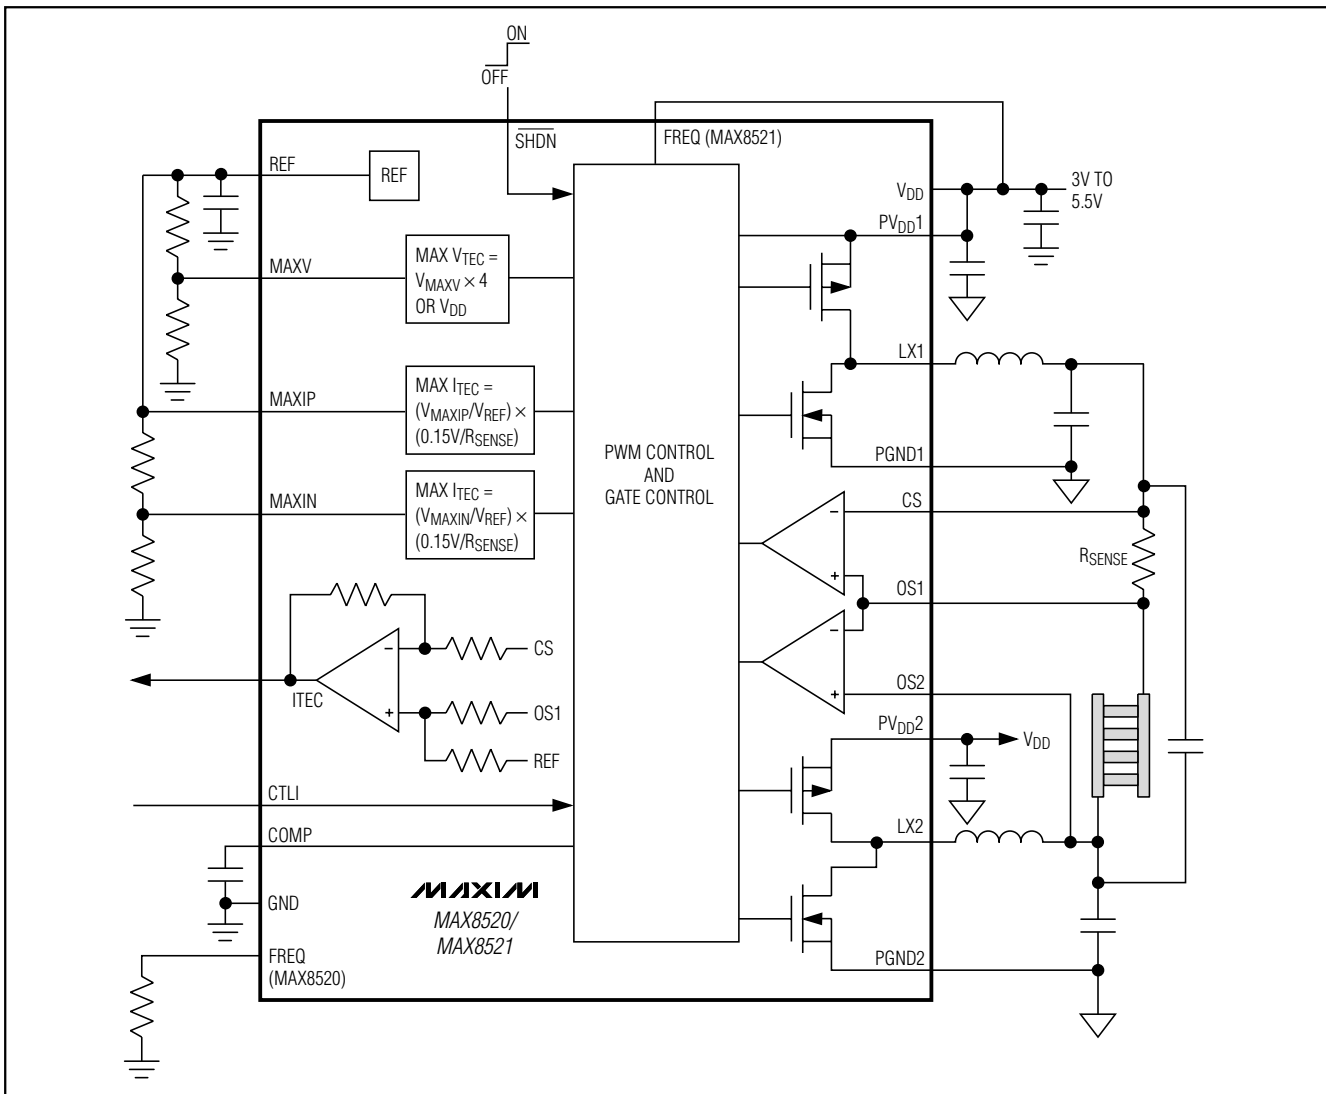 ON
OFF
SHDN
FREQ (MAX8521)
REF
REF
VDD
3V TO
5.5V
PVDD1
MAXV
MAX VTEC =
VMAXV × 4
OR VDD
LX1
MAXIP
MAX ITEC =
(VMAXIP/VREF) ×
(0.15V/RSENSE)
PGND1
PWM CONTROL
AND
GATE CONTROL
MAXIN
MAX ITEC =
(VMAXIN/VREF) ×
(0.15V/RSENSE)
CS
-
+
RSENSE
OS1
-
+
OS2
-
+
CS
ITEC
OS1
REF
PVDD2
VDD
CTLI
LX2
COMP
GND
MAXIM
MAX8520/
MAX8521
FREQ
(MAX8520)
PGND2